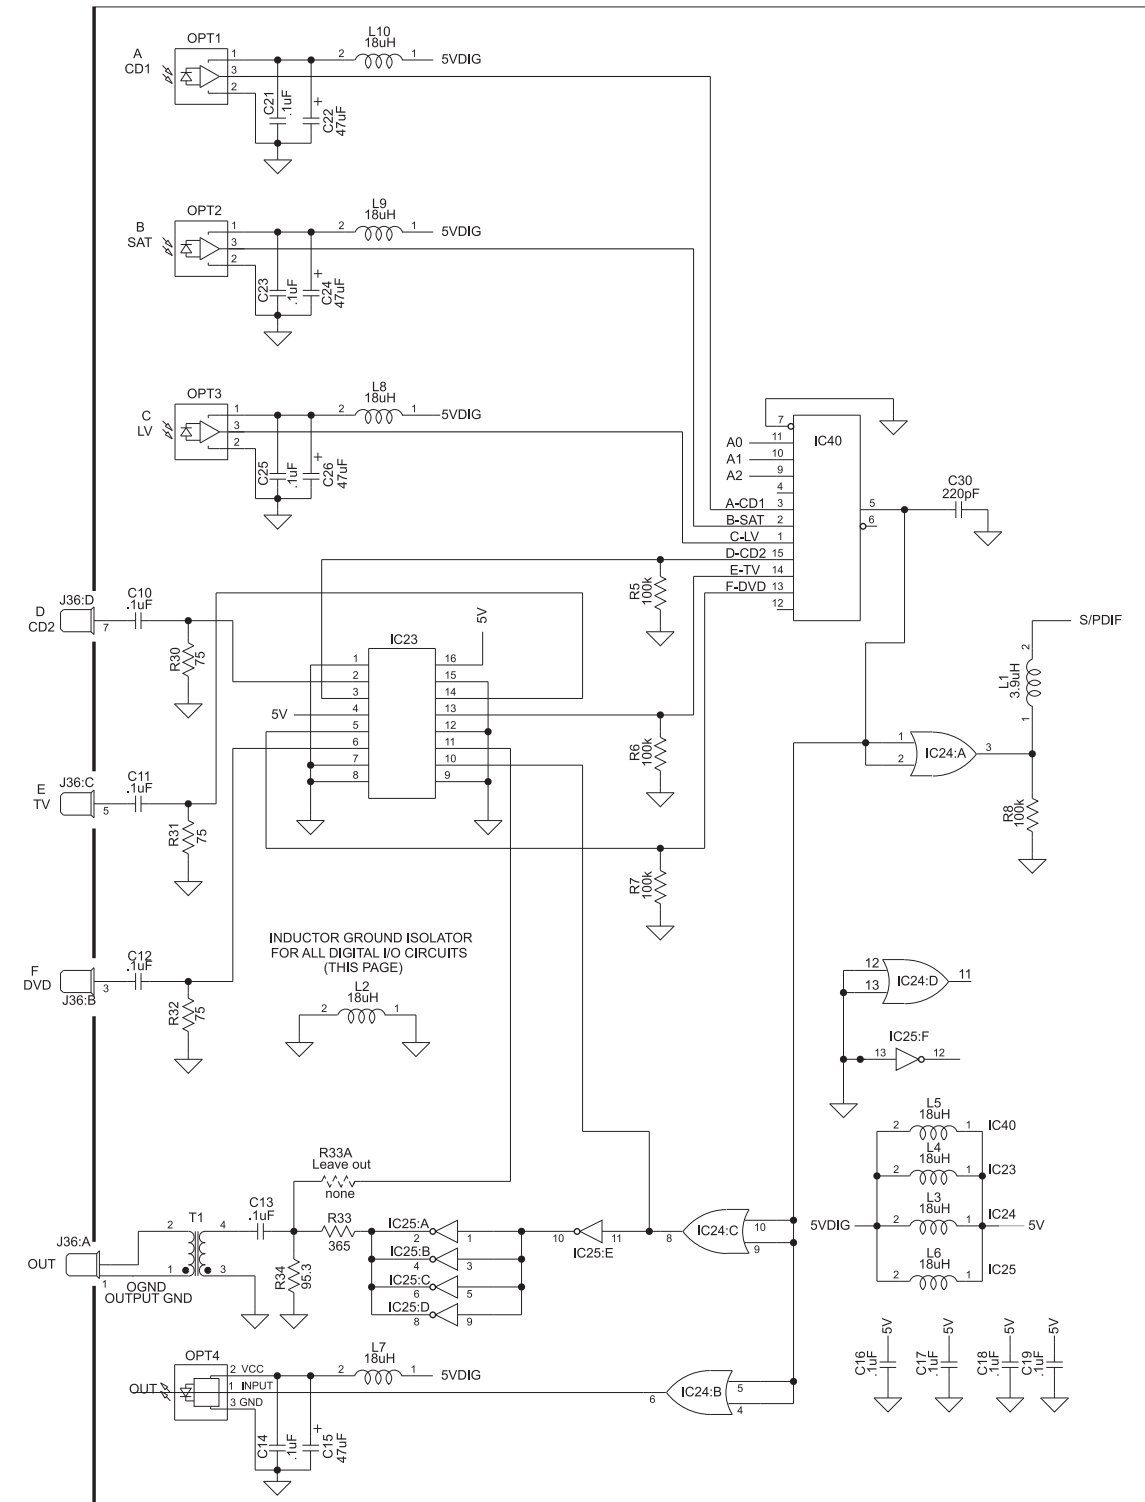 OPT1
A
CD1
1
3
2
L10
18uH
2
1
5VDIG
C21
.1uF
+
C22
47uF
OPT2
B
SAT
1
3
2
L9
18uH
2
1
5VDIG
C23
.1uF
+
C24
47uF
OPT3
C
LV
1
3
2
L8
18uH
2
1
5VDIG
C25
.1uF
+
C26
47uF
7
IC40
A0
11
A1
10
A2
9
4
A-CD1
3
B-SAT
2
C-LV
1
D-CD2
15
E-TV
14
F-DVD
13
12
5
6
C30
220pF
R5
100k
J36:D
D
CD2
7
C10
.1uF
R30
75
IC23
5V
1
2
3
4
5
6
7
8
16
15
14
13
12
11
10
9
5V
R6
100k
R7
100k
S/PDIF
2
L1
3.9uH
1
1
2
IC24:A
3
R8
100k
J36:C
E
TV
5
C11
.1uF
R31
75
F
DVD
J36:B
3
C12
.1uF
R32
75
INDUCTOR GROUND ISOLATOR
FOR ALL DIGITAL I/O CIRCUITS
(THIS PAGE)
L2
18uH
2
1
12
13
IC24:D
11
IC25:F
13
12
L5
18uH
2
1
IC40
L4
18uH
2
1
IC23
L3
18uH
2
1
IC24
5VDIG
5V
L6
18uH
2
1
IC25
R33A
Leave out
none
J36:A
OUT
1
OGND
OUTPUT GND
T1
2
4
1
3
C13
.1uF
R33
365
R34
95.3
IC25:A
2
1
IC25:B
4
3
IC25:C
6
5
IC25:D
8
9
10
IC25:E
11
8
IC24:C
10
9
OPT4
OUT
2 VCC
1 INPUT
3 GND
L7
18uH
2
1
5VDIG
C14
.1uF
+
C15
47uF
6
IC24:B
5
4
C16
.1uF
5V
C17
.1uF
5V
C18
.1uF
5V
C19
.1uF
5V